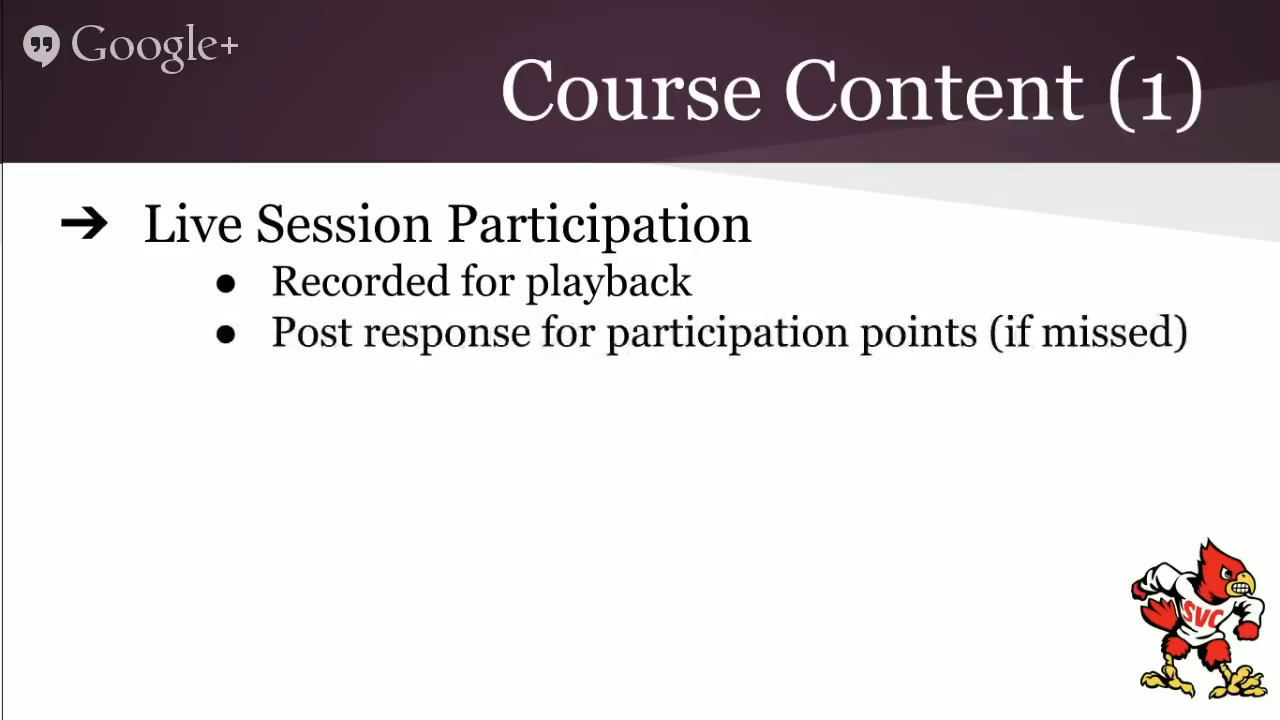 Google+
Course Content (1)
➔ Live Session Participation
● Recorded for playback
● Post response for participation points (if missed)
SVC